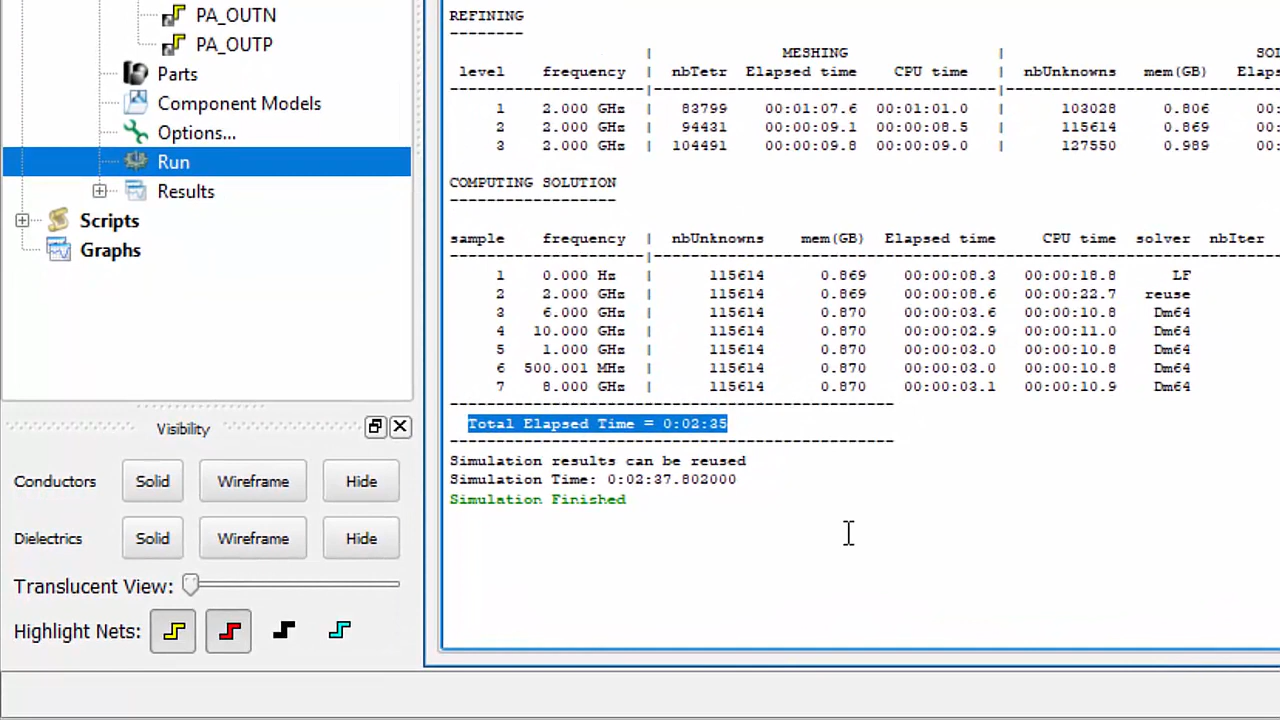 PA_OUTN
PA_OUTP
Parts
Component Models
Options...
Run
Results
Scripts
Graphs
Visibility
Conductors Solid Wireframe Hide
Dielectrics Solid Wireframe Hide
Translucent View:
Highlight Nets:
REFINING
--------
| MESHING | SOL
level frequency | nbTetr Elapsed time CPU time | nbUnknowns mem(GB) Elaps
1 2.000 GHz | 83799 00:01:07.6 00:01:01.0 | 103028 0.806 00:
2 2.000 GHz | 94431 00:00:09.1 00:00:08.5 | 115614 0.869 00:
3 2.000 GHz | 104491 00:00:09.8 00:00:09.0 | 127550 0.989 00:
COMPUTING SOLUTION
------------------
sample frequency | nbUnknowns mem(GB) Elapsed time CPU time solver nbIter
1 0.000 Hz | 115614 0.869 00:00:08.3 00:00:18.8 LF
2 2.000 GHz | 115614 0.869 00:00:08.6 00:00:22.7 reuse
3 6.000 GHz | 115614 0.870 00:00:03.6 00:00:10.8 Dm64
4 10.000 GHz | 115614 0.870 00:00:02.9 00:00:11.0 Dm64
5 1.000 GHz | 115614 0.870 00:00:03.0 00:00:10.8 Dm64
6 500.001 MHz | 115614 0.870 00:00:03.0 00:00:10.8 Dm64
7 8.000 GHz | 115614 0.870 00:00:03.1 00:00:10.9 Dm64
Total Elapsed Time = 0:02:35
Simulation results can be reused
Simulation Time: 0:02:37.802000
Simulation Finished